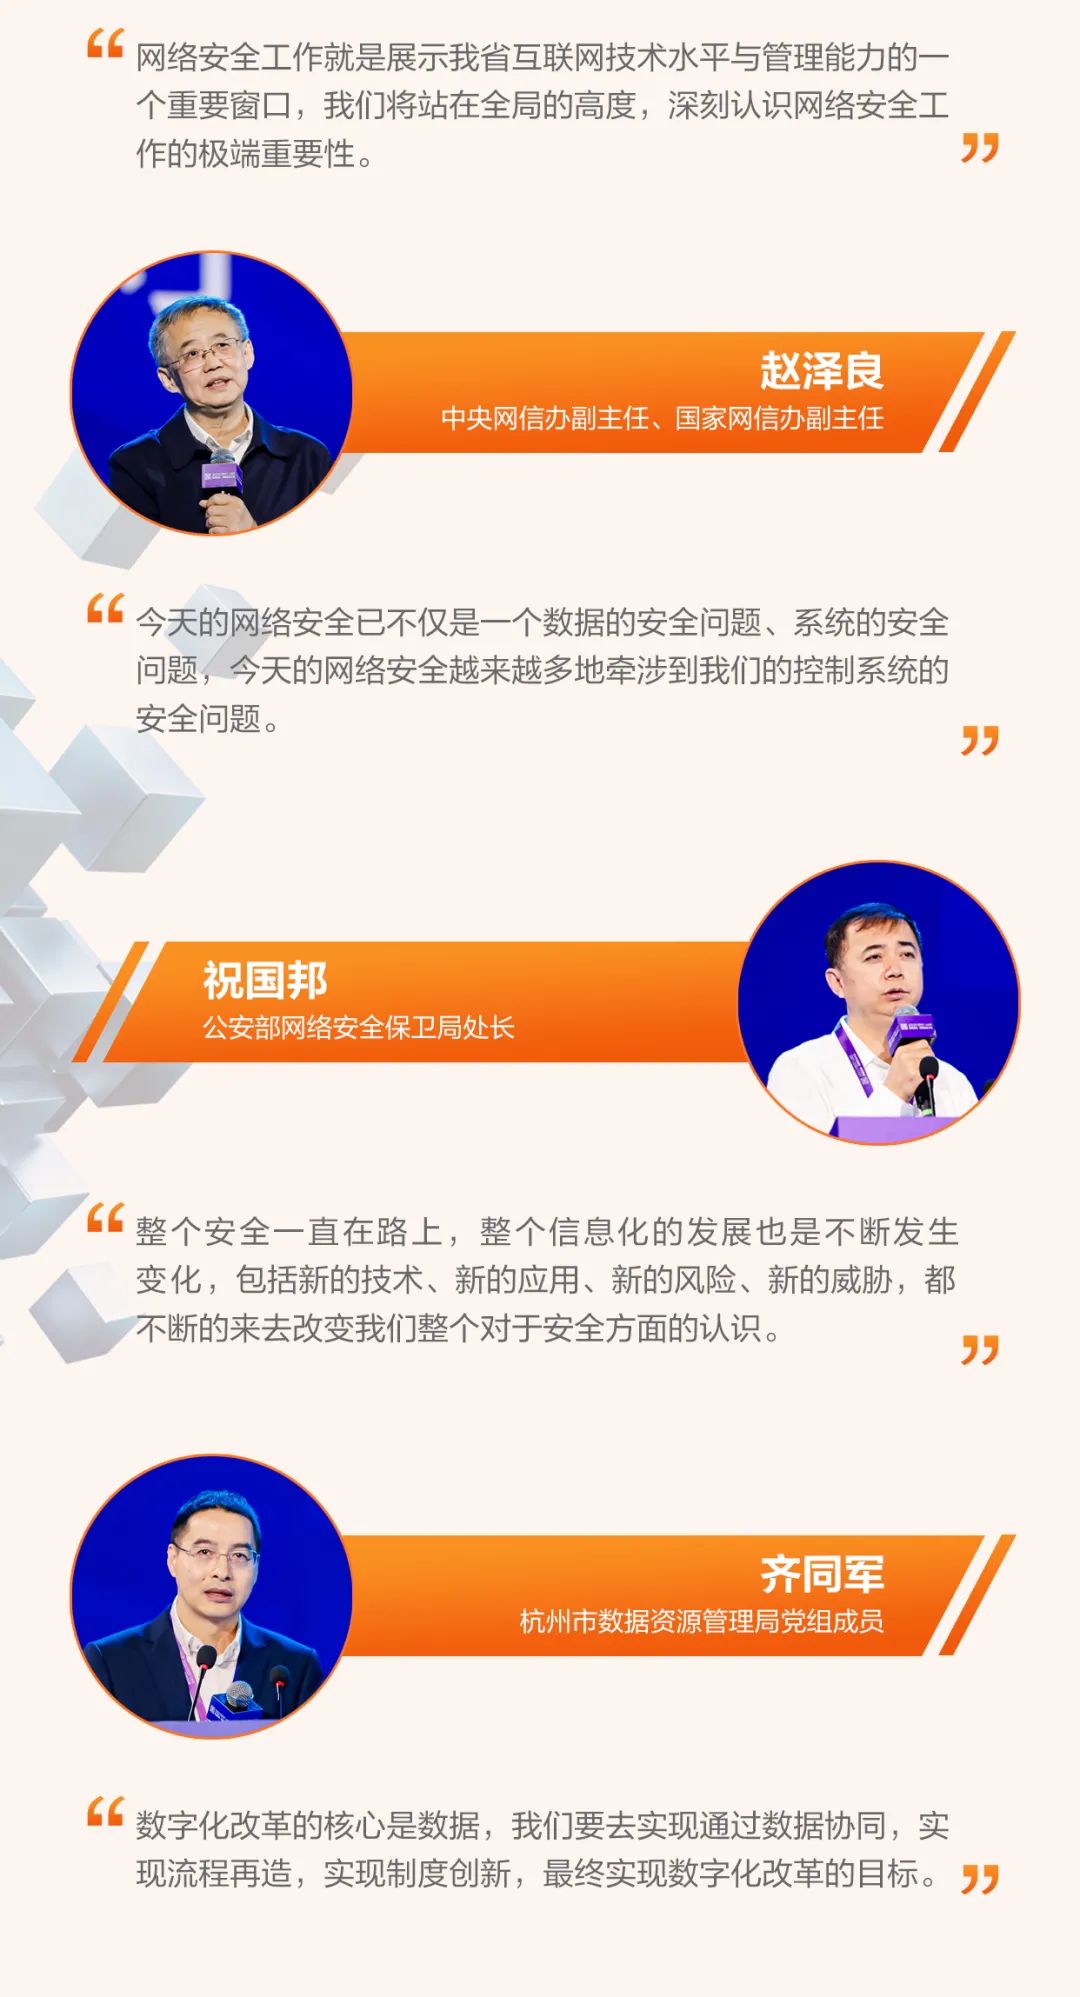 “网络安全工作就是展示我省互联网技术水平与管理能力的一
个重要窗口，我们将站在全局的高度，深刻认识网络安全工
作的极端重要性。”
赵泽良
中央网信办副主任、国家网信办副主任
“今天的网络安全已不仅是一个数据的安全问题、系统的安全
问题，今天的网络安全越来越多地牵涉到我们的控制系统的
安全问题。”
祝国邦
公安部网络安全保卫局处长
“整个安全一直在路上，整个信息化的发展也是不断发生
变化，包括新的技术、新的应用、新的风险、新的威胁，都
不断的来去改变我们整个对于安全方面的认识。”
齐同军
杭州市数据资源管理局党组成员
“数字化改革的核心是数据，我们要去实现通过数据协同，实
现流程再造，实现制度创新，最终实现数字化改革的目标。”